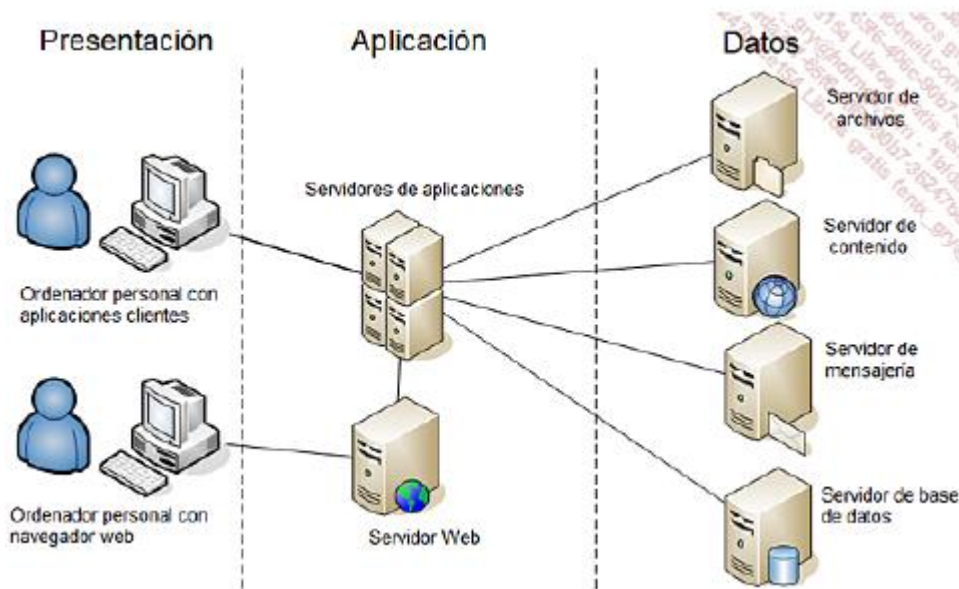 Presentación
Aplicación
Datos
Ordenador personal con
aplicaciones clientes
Ordenador personal con
navegador web
Servidores de aplicaciones
Servidor Web
Servidor de
archivos
Servidor de
contenido
Servidor de
mensajería
Servidor de base
de datos